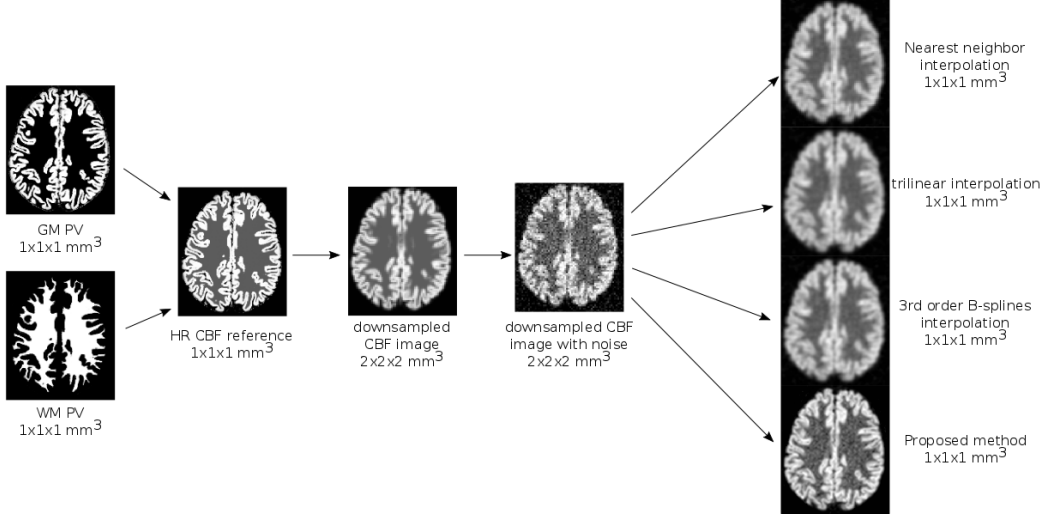 GM PV
1x1x1 mm³
WM PV
1x1x1 mm³
HR CBF reference
1x1x1 mm³
downsampled
CBF image
2x2x2 mm³
downsampled CBF
image with noise
2x2x2 mm³
Nearest neighbor
interpolation
1x1x1 mm³
trilinear interpolation
1x1x1 mm³
3rd order B-splines
interpolation
1x1x1 mm³
Proposed method
1x1x1 mm³